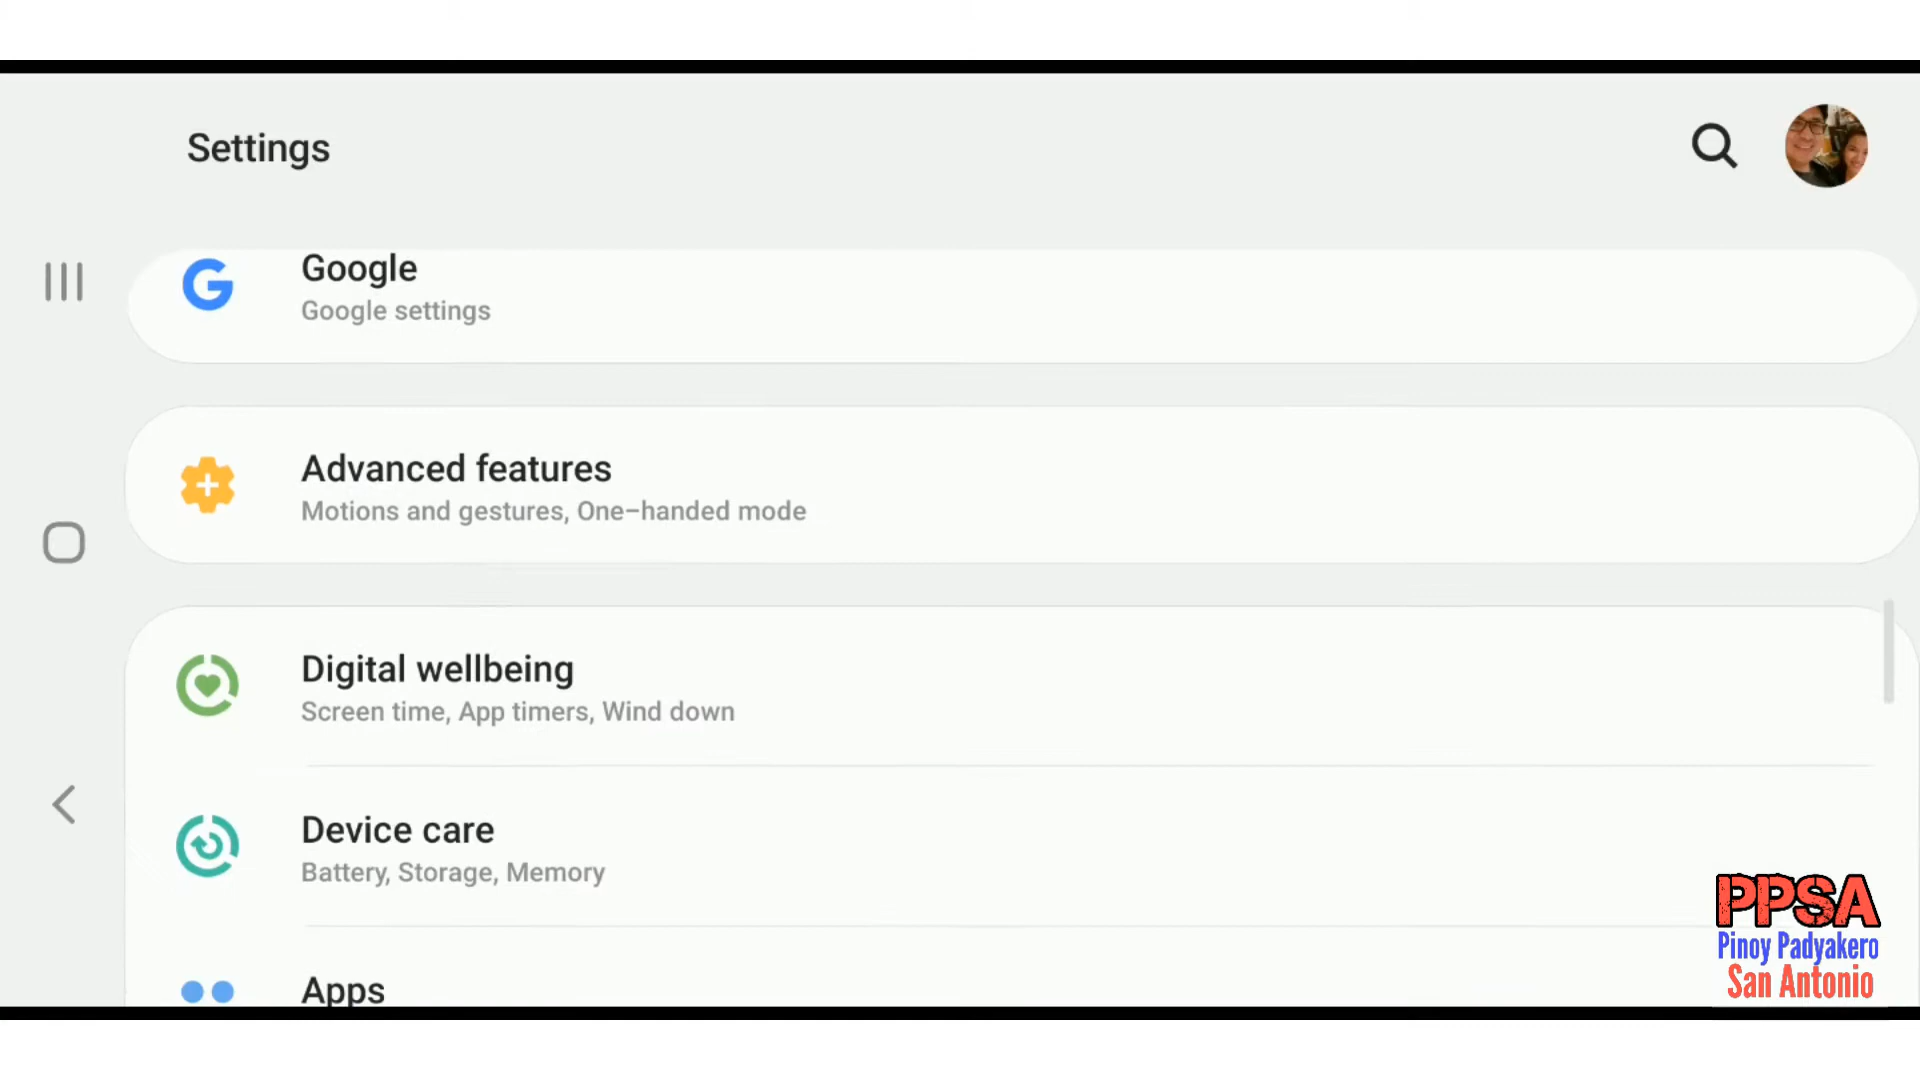 Settings
Google
Google settings
Advanced features
Motions and gestures, One-handed mode
Digital wellbeing
Screen time, App timers, Wind down
Device care
Battery, Storage, Memory
Apps
PPSA
Pinoy Padyakero
San Antonio